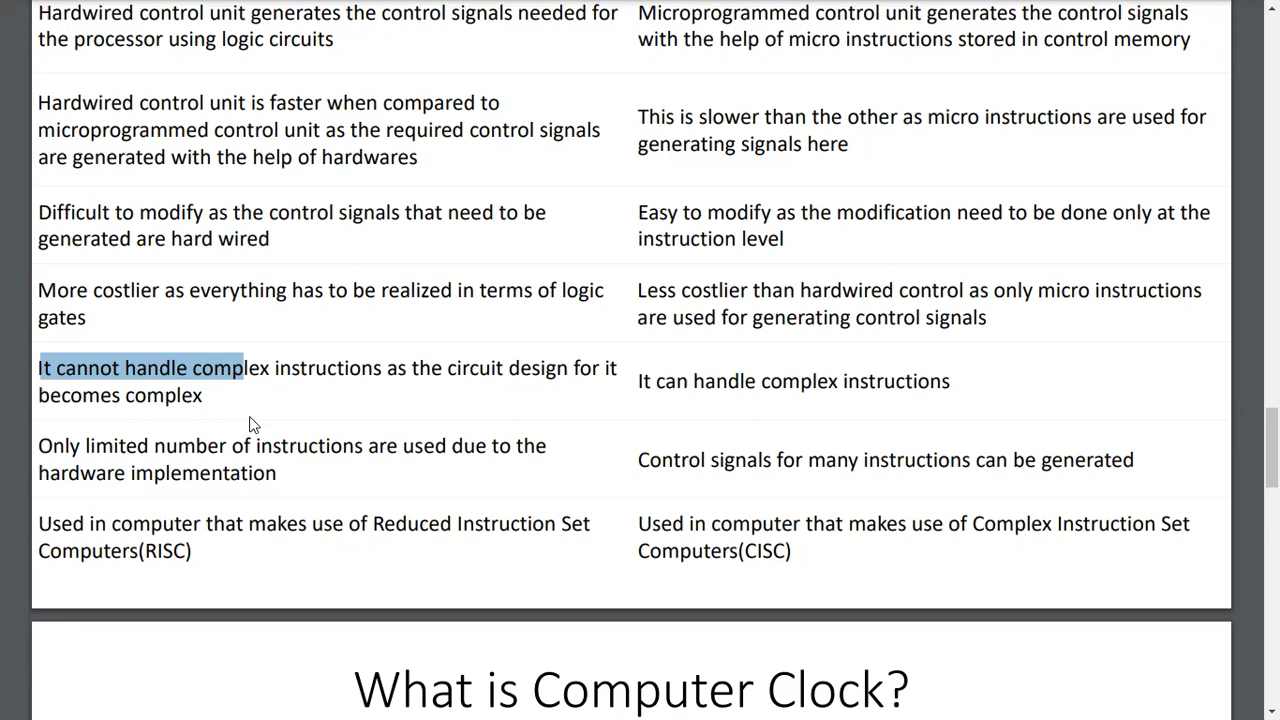 Hardwired control unit generates the control signals needed for
the processor using logic circuits
Microprogrammed control unit generates the control signals
with the help of micro instructions stored in control memory
Hardwired control unit is faster when compared to
microprogrammed control unit as the required control signals
are generated with the help of hardwares
This is slower than the other as micro instructions are used for
generating signals here
Difficult to modify as the control signals that need to be
generated are hard wired
Easy to modify as the modification need to be done only at the
instruction level
More costlier as everything has to be realized in terms of logic
gates
Less costlier than hardwired control as only micro instructions
are used for generating control signals
It cannot handle complex instructions as the circuit design for it
becomes complex
It can handle complex instructions
Only limited number of instructions are used due to the
hardware implementation
Control signals for many instructions can be generated
Used in computer that makes use of Reduced Instruction Set
Computers(RISC)
Used in computer that makes use of Complex Instruction Set
Computers(CISC)
What is Computer Clock?